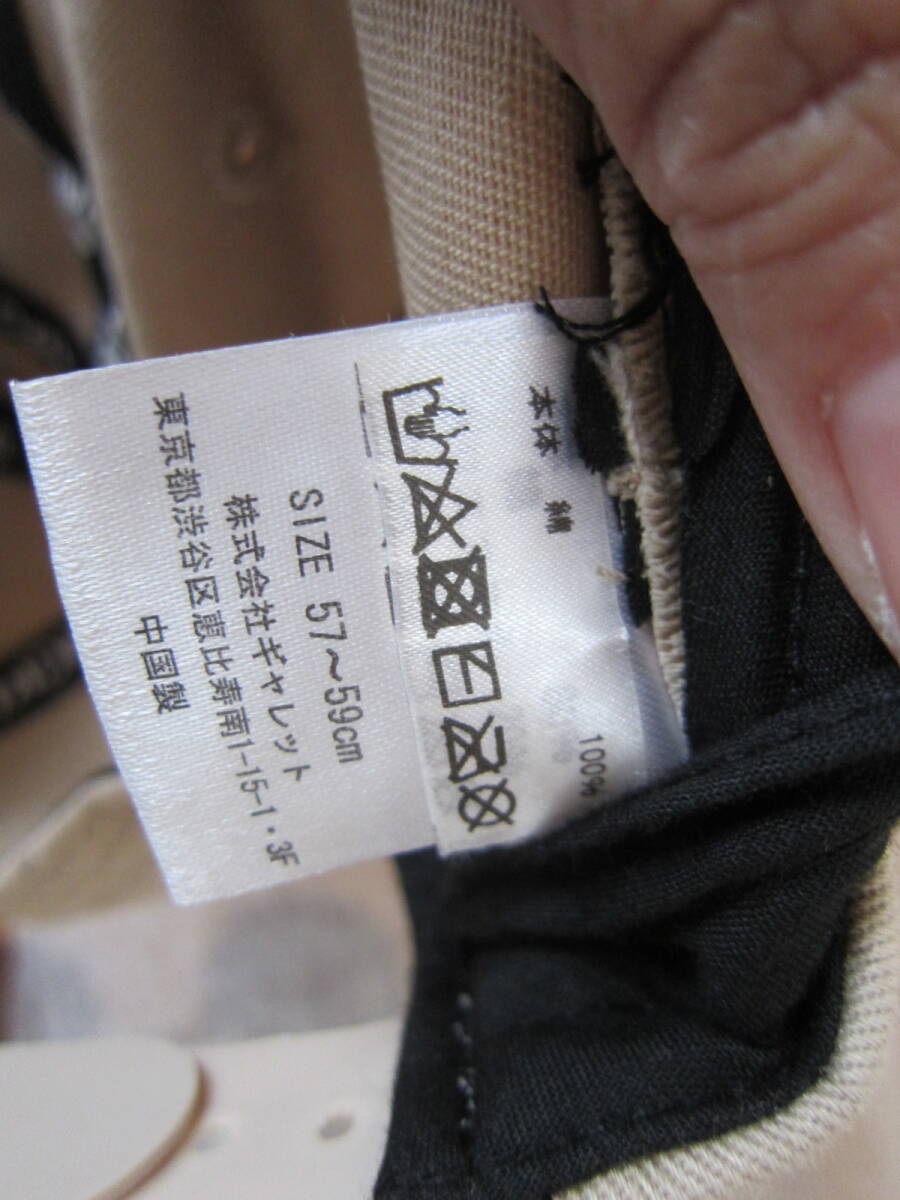 本体 綿 100%
SIZE 57〜59cm
株式会社ギャレット
東京都渋谷区恵比寿南1-15-1・3F
中国製